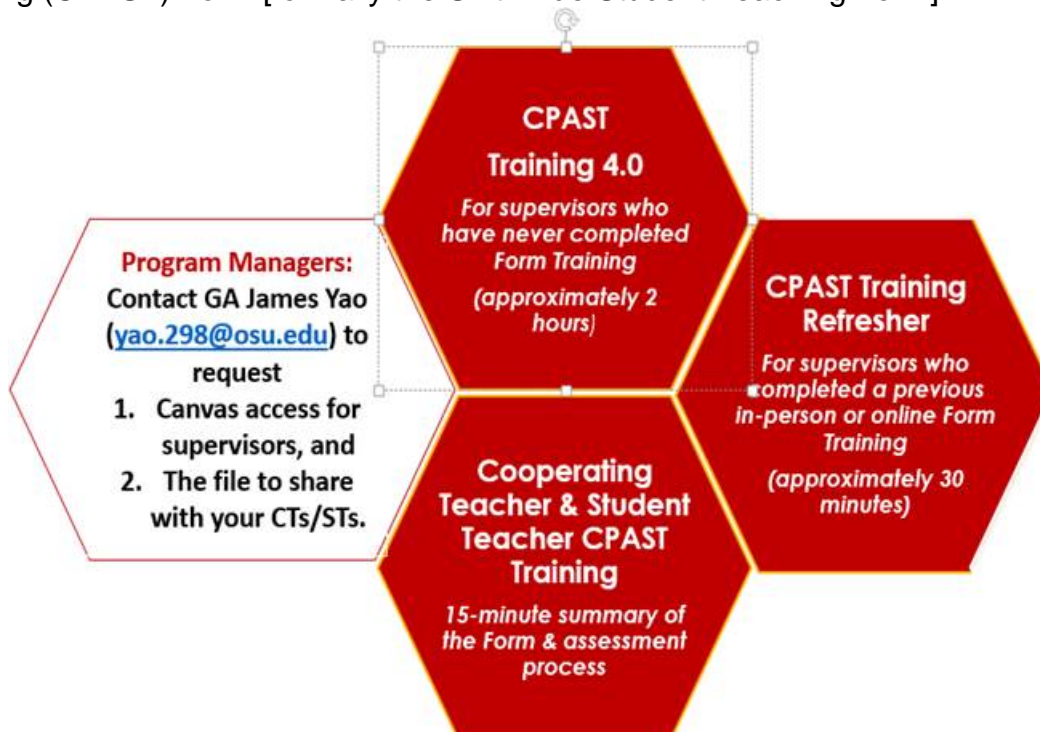 CPAST
Training 4.0
For supervisors who
have never completed
Form Training
(approximately 2
hours)
Program Managers:
Contact GA James Yao
(yao.298@osu.edu) to
request
1. Canvas access for
supervisors, and
2. The file to share
with your CTs/STs.
CPAST Training
Refresher
For supervisors who
completed a previous
in-person or online Form
Training
(approximately 30
minutes)
Cooperating
Teacher & Student
Teacher CPAST
Training
15-minute summary of
the Form & assessment
process